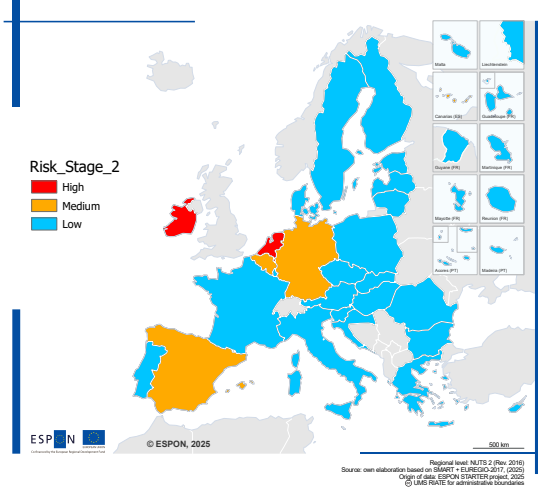 Malta
Liechtenstein
Canarias (ES)
Guadeloupe (FR)
Guyane (FR)
Martinique (FR)
Mayotte (FR)
Reunion (FR)
Acores (PT)
Madeira (PT)
Risk_Stage_2
High
Medium
Low
ESPON
© ESPON, 2025
500 km
Regional level: NUTS 2 (Rev. 2016)
Source: own elaboration based on SMART + EUREGIO-2017, (2025)
Origin of data: ESPON STARTER project, 2025
© UMS RIATE for administrative boundaries